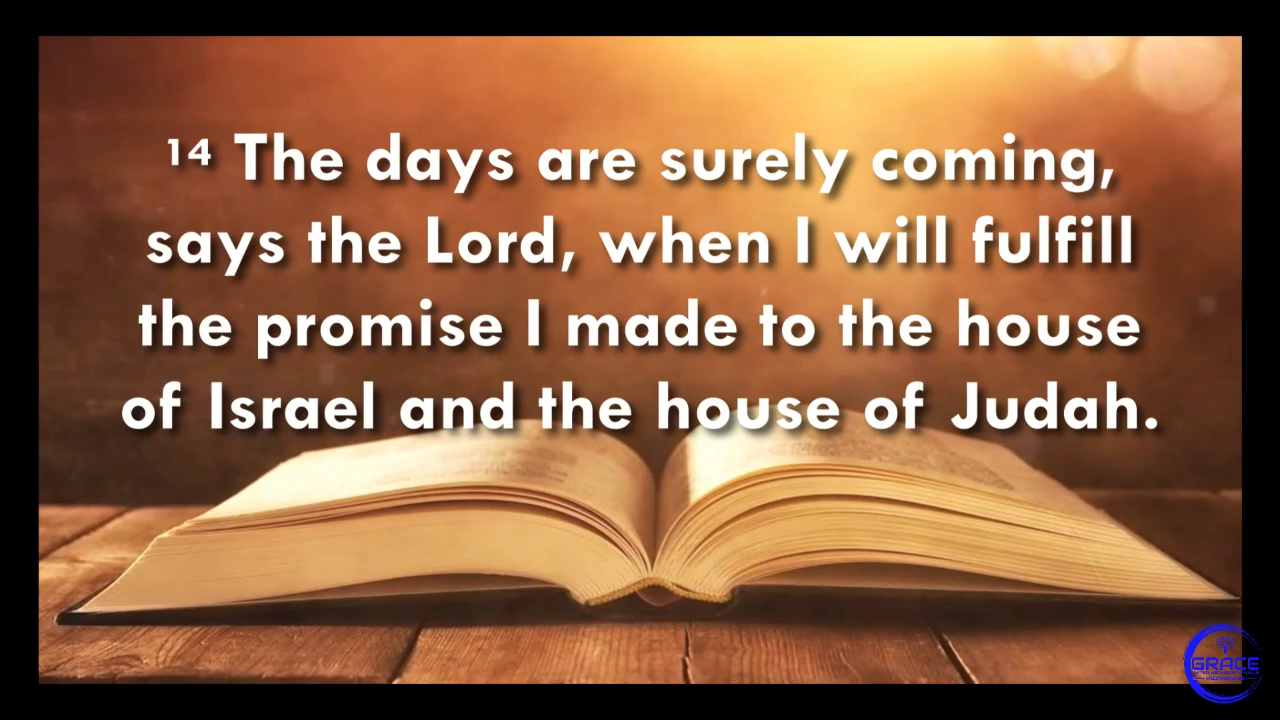 ¹⁴ The days are surely coming,
says the Lord, when I will fulfill
the promise I made to the house
of Israel and the house of Judah.
GRACE